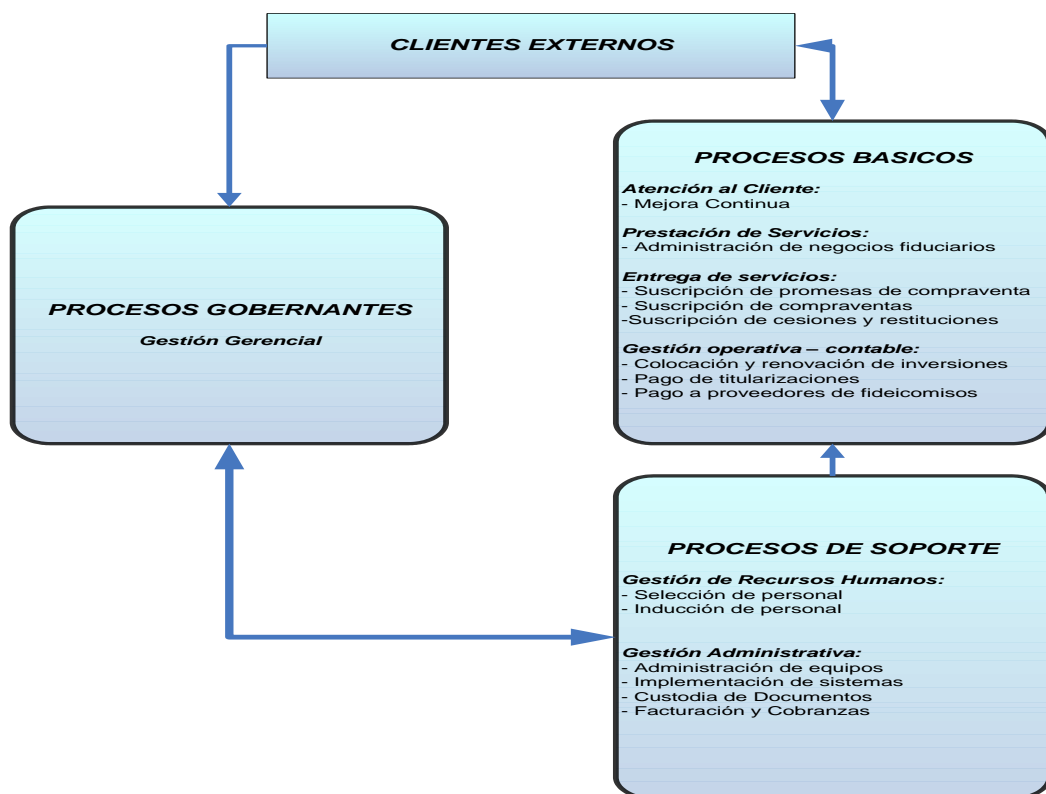 CLIENTES EXTERNOS
PROCESOS GOBERNANTES
Gestión Gerencial
PROCESOS BASICOS
Atención al Cliente:
- Mejora Continua
Prestación de Servicios:
- Administración de negocios fiduciarios
Entrega de servicios:
- Suscripción de promesas de compraventa
- Suscripción de compraventas
-Suscripción de cesiones y restituciones
Gestión operativa – contable:
- Colocación y renovación de inversiones
- Pago de titularizaciones
- Pago a proveedores de fideicomisos
PROCESOS DE SOPORTE
Gestión de Recursos Humanos:
- Selección de personal
- Inducción de personal
Gestión Administrativa:
- Administración de equipos
- Implementación de sistemas
- Custodia de Documentos
- Facturación y Cobranzas